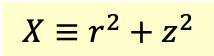 X ≡ r² + z²